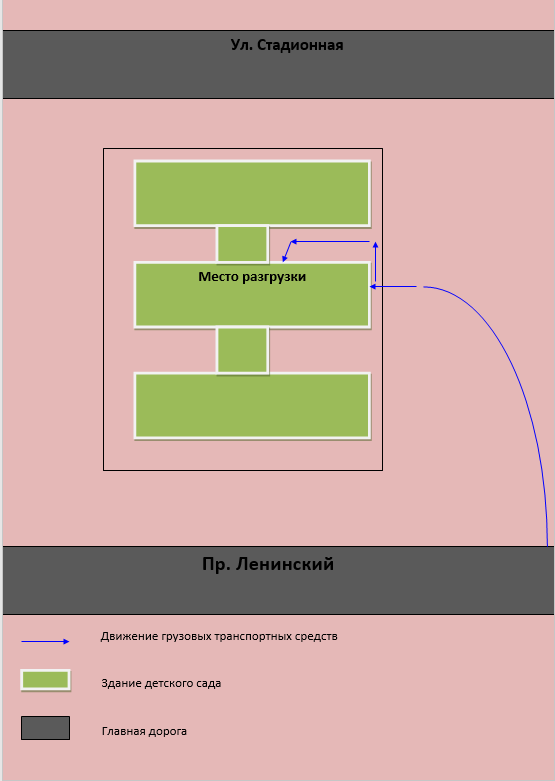 Ул. Стадионная
Место разгрузки
Пр. Ленинский
Движение грузовых транспортных средств
Здание детского сада
Главная дорога